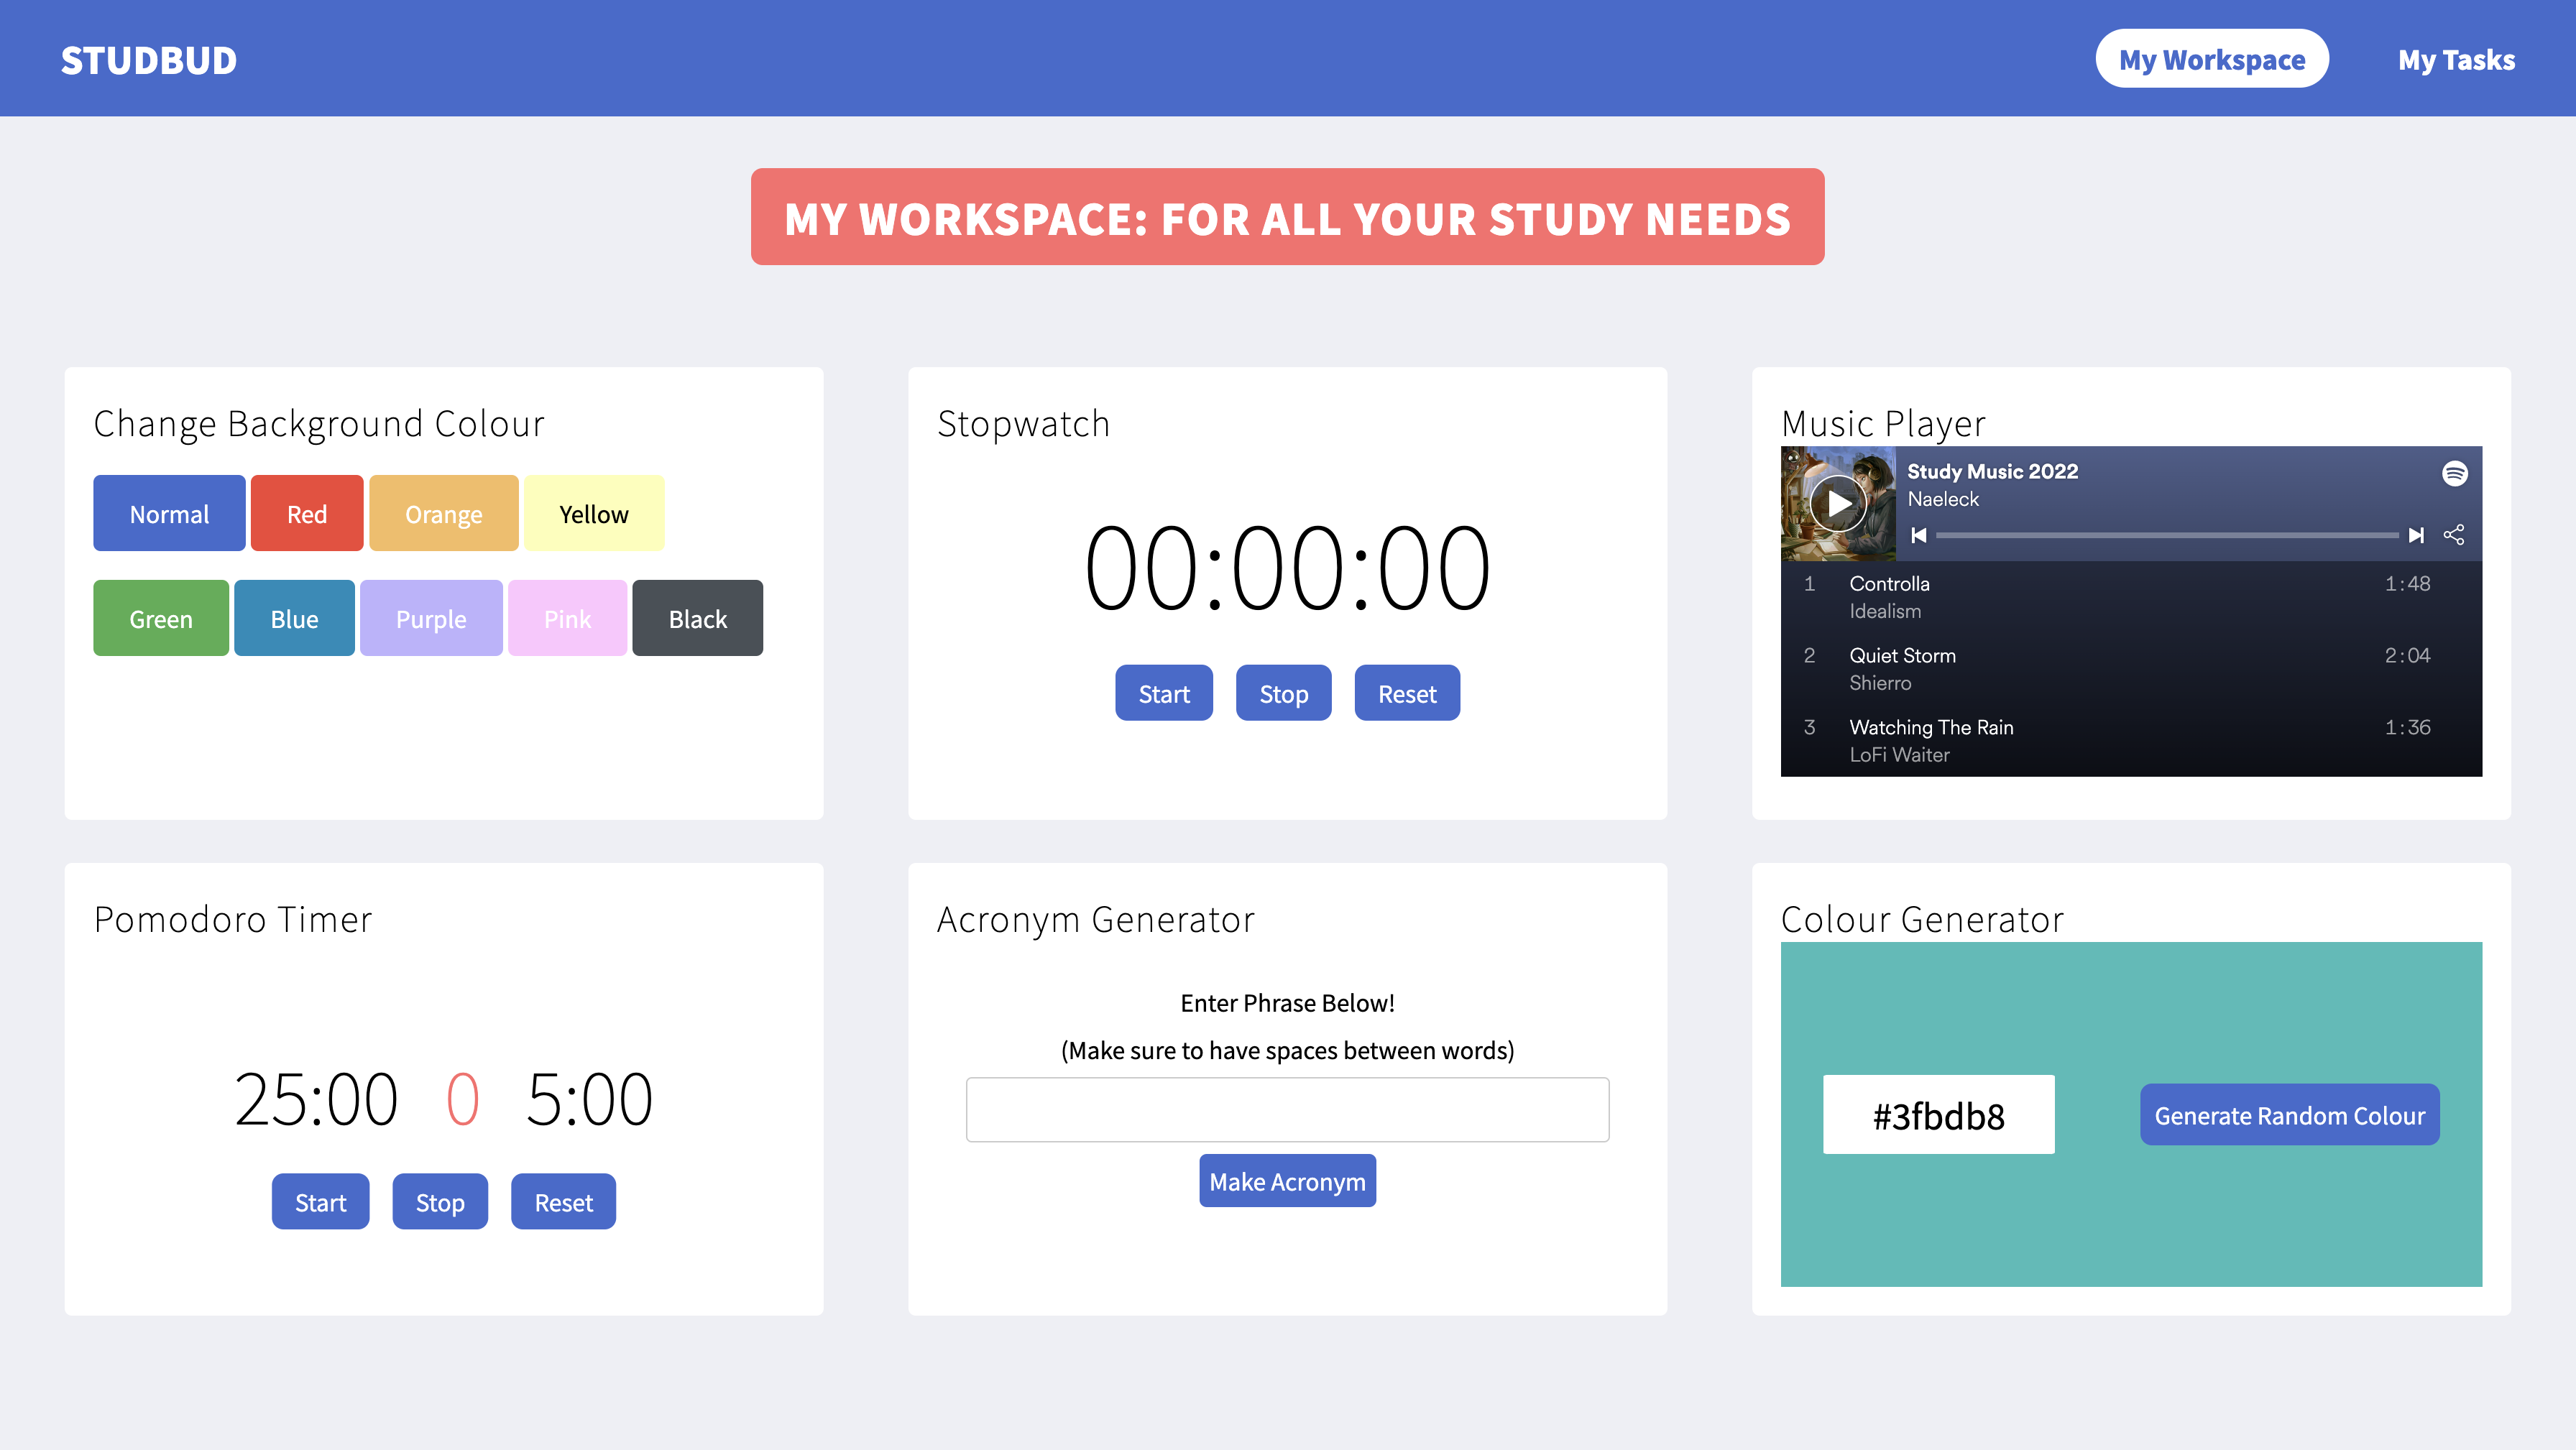 STUDBUD
My Workspace
My Tasks
MY WORKSPACE: FOR ALL YOUR STUDY NEEDS
Change Background Colour
Normal
Red
Orange
Yellow
Green
Blue
Purple
Pink
Black
Stopwatch
00:00:00
Start
Stop
Reset
Music Player
Study Music 2022
Naeleck
1 Controlla 1:48
Idealism
2 Quiet Storm 2:04
Shierro
3 Watching The Rain 1:36
LoFi Waiter
Pomodoro Timer
25:00 0 5:00
Start
Stop
Reset
Acronym Generator
Enter Phrase Below!
(Make sure to have spaces between words)
Make Acronym
Colour Generator
#3fbdb8
Generate Random Colour